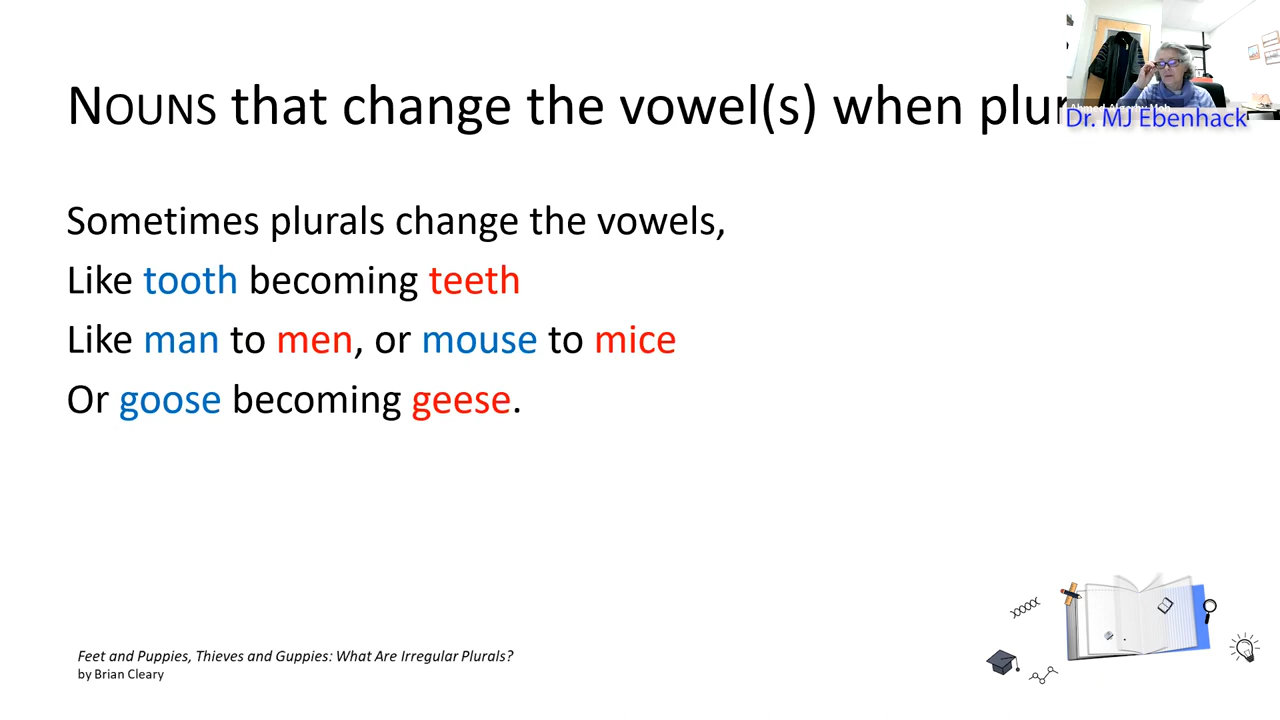 NOUNS that change the vowel(s) when plur
Dr. MJ Ebenhack
Sometimes plurals change the vowels,
Like tooth becoming teeth
Like man to men, or mouse to mice
Or goose becoming geese.
Feet and Puppies, Thieves and Guppies: What Are Irregular Plurals?
by Brian Cleary